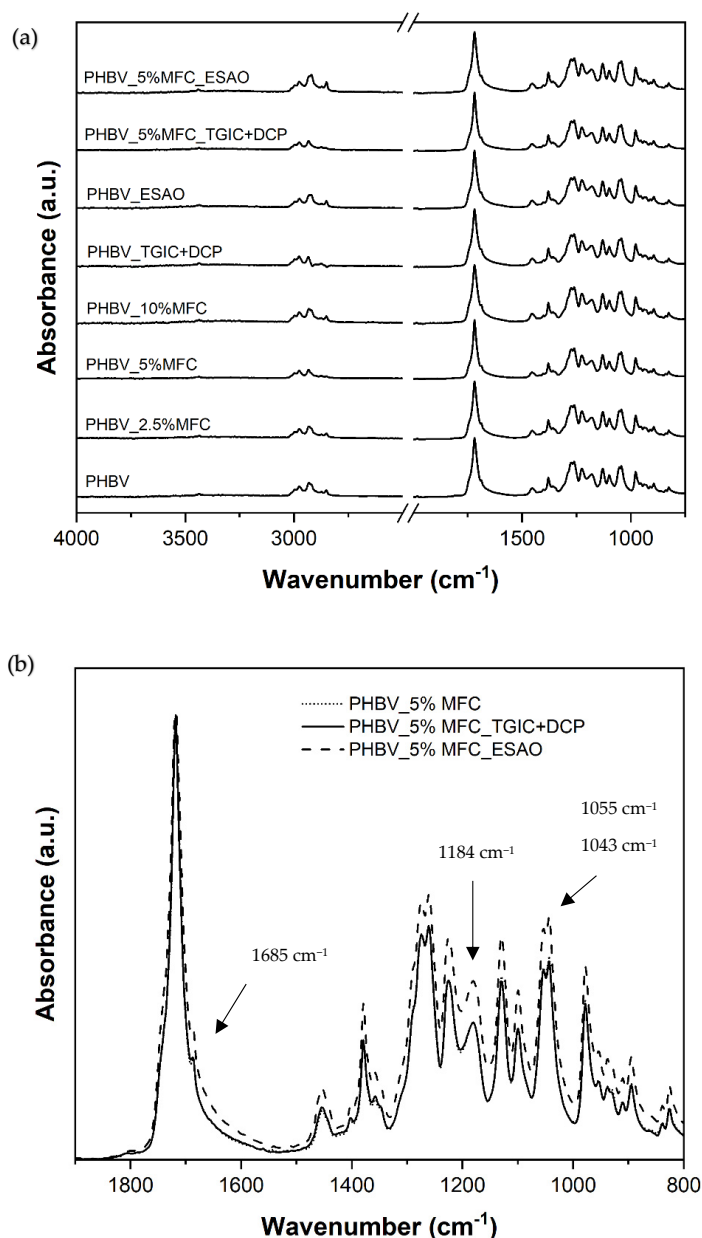 (a)
Absorbance (a.u.)
PHBV_5%MFC_ESAO
PHBV_5%MFC_TGIC+DCP
PHBV_ESAO
PHBV_TGIC+DCP
PHBV_10%MFC
PHBV_5%MFC
PHBV_2.5%MFC
PHBV
4000 3500 3000 1500 1000
Wavenumber (cm⁻¹)
(b)
Absorbance (a.u.)
PHBV_5% MFC
PHBV_5% MFC_TGIC+DCP
PHBV_5% MFC_ESAO
1055 cm⁻¹
1184 cm⁻¹ 1043 cm⁻¹
1685 cm⁻¹
1800 1600 1400 1200 1000 800
Wavenumber (cm⁻¹)